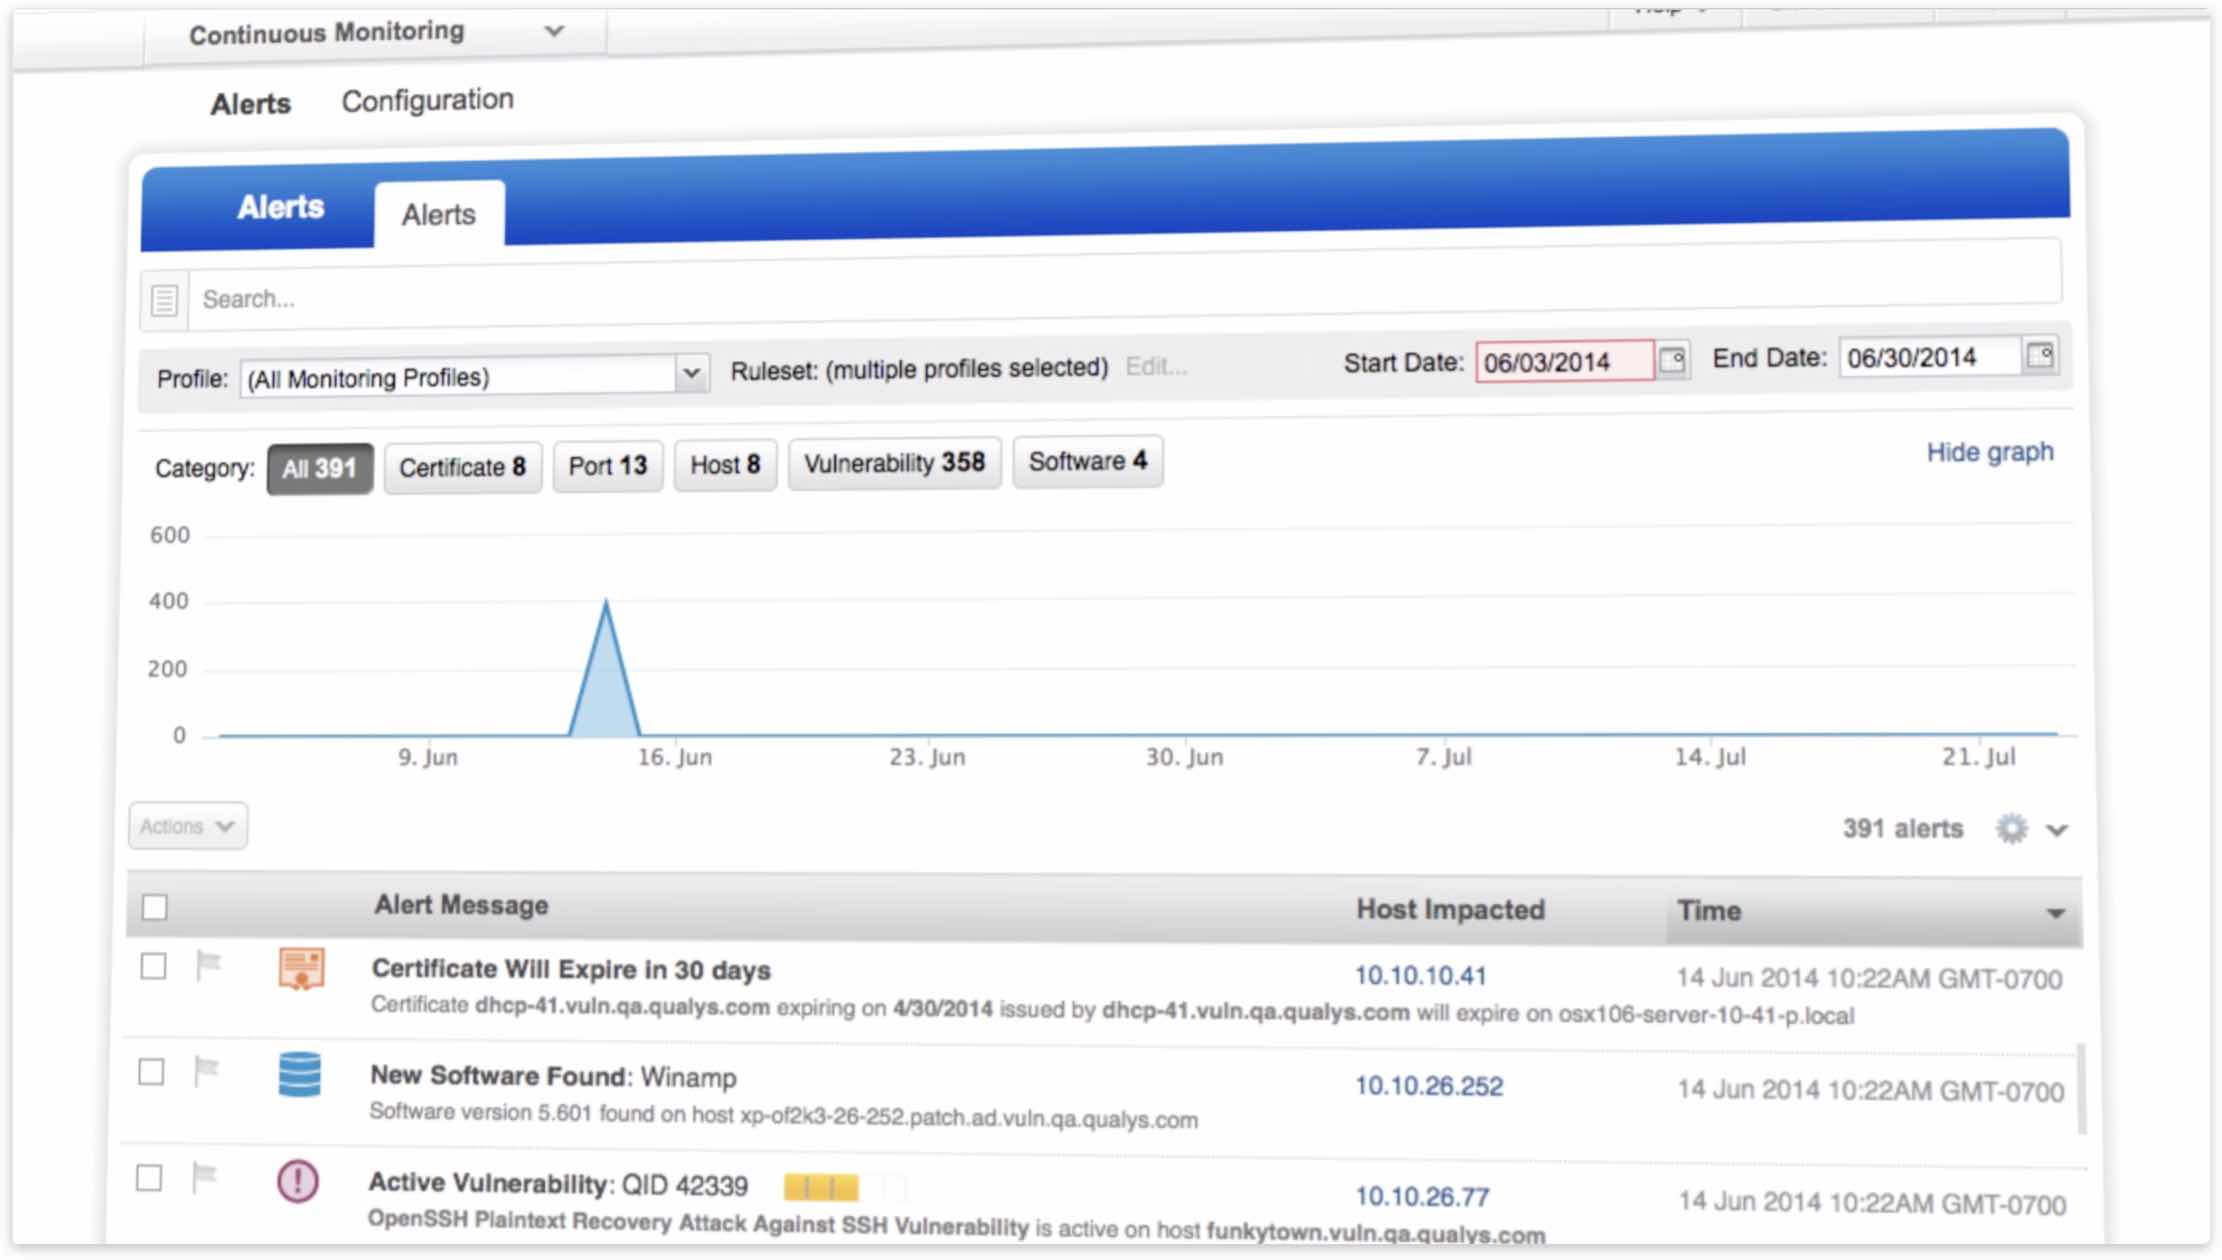 Continuous Monitoring
Help
Alerts Configuration
Alerts Alerts
Search...
Profile: (All Monitoring Profiles) Ruleset: (multiple profiles selected) Edit... Start Date: 06/03/2014 End Date: 06/30/2014
Category: All 391 Certificate 8 Port 13 Host 8 Vulnerability 358 Software 4 Hide graph
600
400
200
0
9. Jun 16. Jun 23. Jun 30. Jun 7. Jul 14. Jul 21. Jul
Actions 391 alerts
Alert Message Host Impacted Time
Certificate Will Expire in 30 days 10.10.10.41 14 Jun 2014 10:22AM GMT-0700
Certificate dhcp-41.vuln.qa.qualys.com expiring on 4/30/2014 issued by dhcp-41.vuln.qa.qualys.com will expire on osx106-server-10-41-p.local
New Software Found: Winamp 10.10.26.252 14 Jun 2014 10:22AM GMT-0700
Software version 5.601 found on host xp-of2k3-26-252.patch.ad.vuln.qa.qualys.com
Active Vulnerability: QID 42339 10.10.26.77 14 Jun 2014 10:22AM GMT-0700
OpenSSH Plaintext Recovery Attack Against SSH Vulnerability is active on host funkytown.vuln.qa.qualys.com